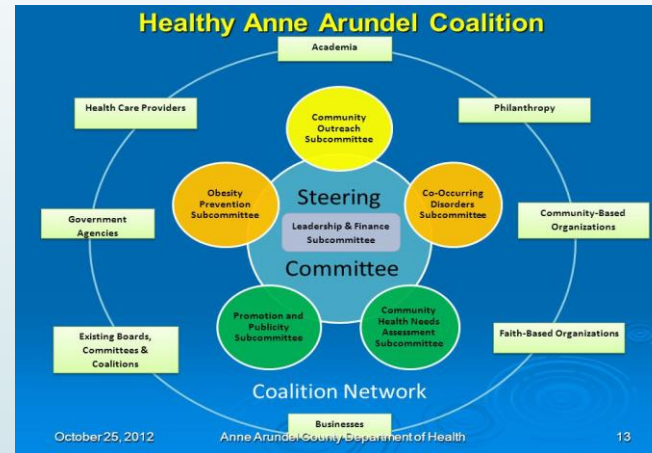 Healthy Anne Arundel Coalition
Academia
Health Care Providers
Philanthropy
Community
Outreach
Subcommittee
Obesity
Prevention
Subcommittee
Steering
Co-Occurring
Disorders
Subcommittee
Government
Agencies
Leadership & Finance
Subcommittee
Community-Based
Organizations
Committee
Promotion and
Publicity
Subcommittee
Community
Health Needs
Assessment
Subcommittee
Existing Boards,
Committees &
Coalitions
Faith-Based Organizations
Coalition Network
Businesses
October 25, 2012
Anne Arundel County Department of Health
13